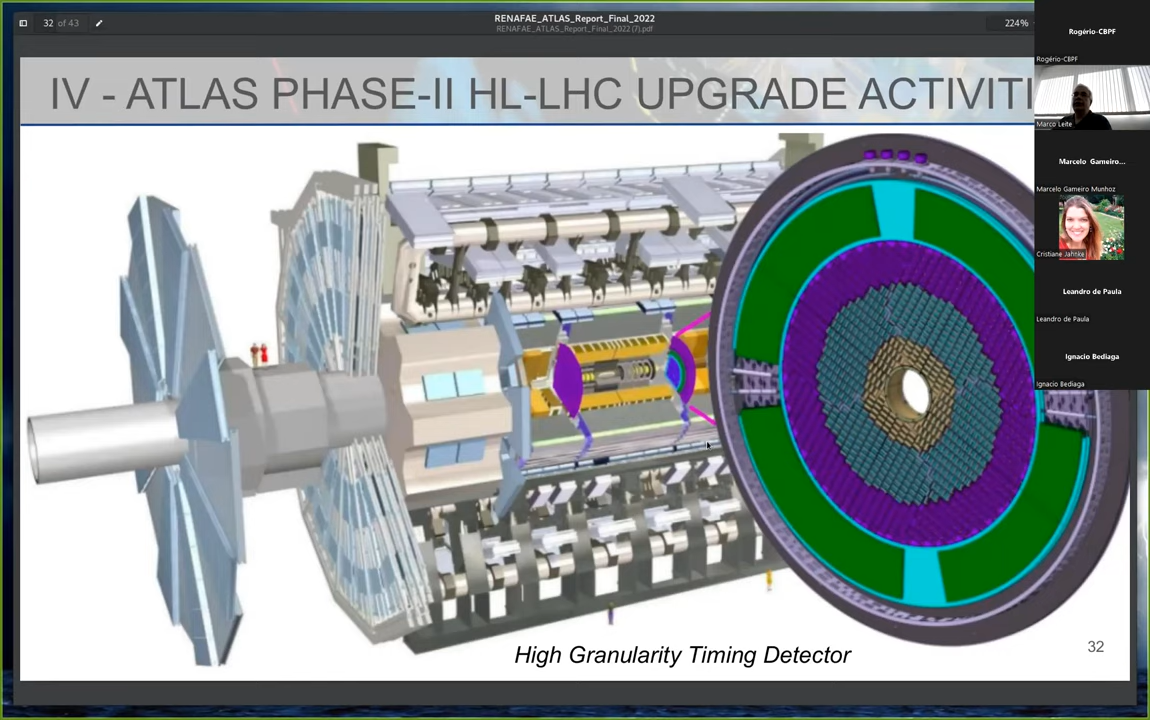 32 of 43
RENAFAE_ATLAS_Report_Final_2022
RENAFAE_ATLAS_Report_Final_2022 (7).pdf
224%
IV - ATLAS PHASE-II HL-LHC UPGRADE ACTIVITI
High Granularity Timing Detector
32
Rogério-CBPF
Rogério-CBPF
Marco Leite
Marcelo Gameiro...
Marcelo Gameiro Munhoz
Cristiane Jahnke
Leandro de Paula
Leandro de Paula
Ignacio Bediaga
Ignacio Bediaga